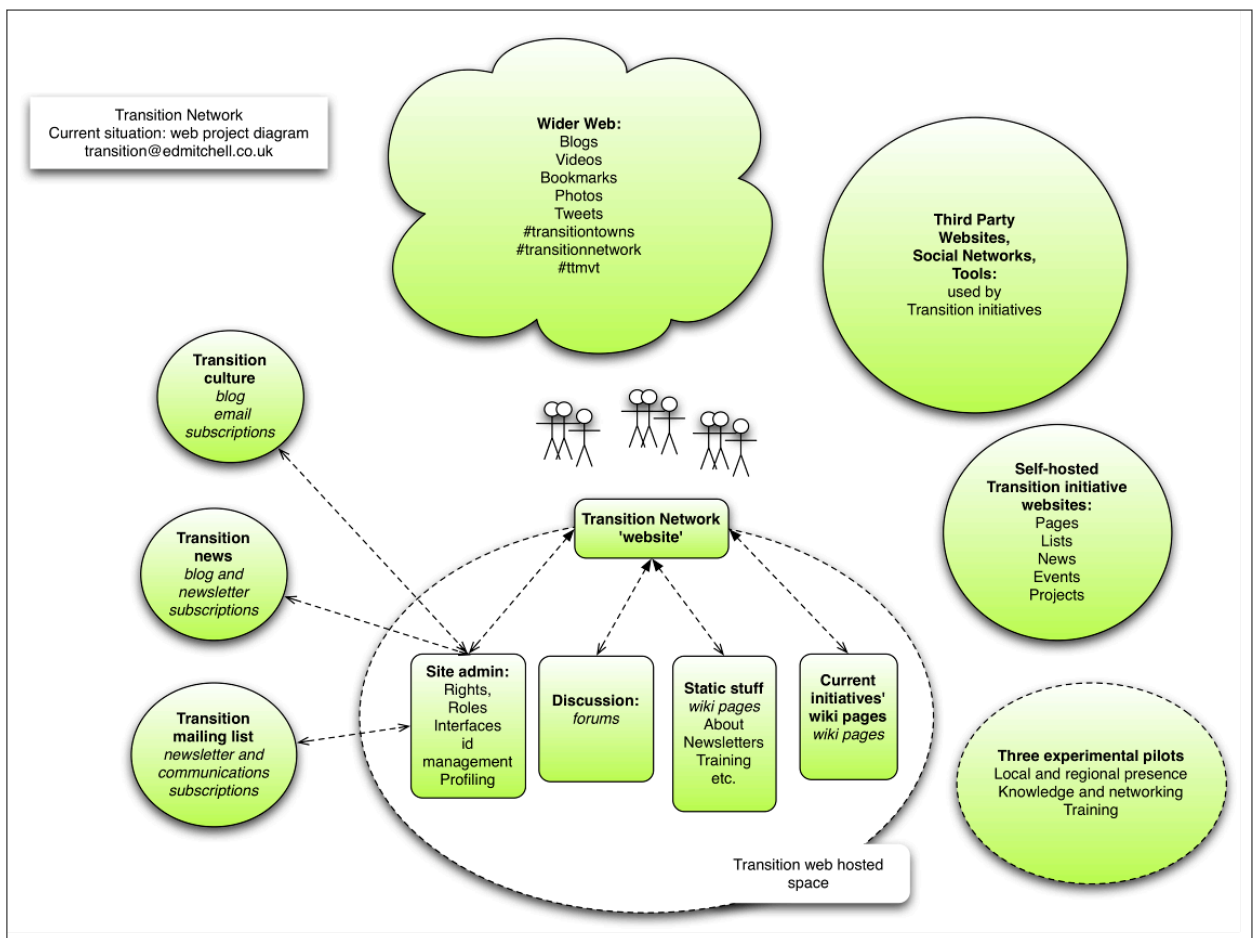 Transition Network
Current situation: web project diagram
transition@edmitchell.co.uk
Wider Web:
Blogs
Videos
Bookmarks
Photos
Tweets
#transitiontowns
#transitionnetwork
#ttmvt
Third Party
Websites,
Social Networks,
Tools:
used by
Transition initiatives
Transition
culture
blog
email
subscriptions
Self-hosted
Transition initiative
websites:
Pages
Lists
News
Events
Projects
Transition Network
'website'
Transition
news
blog and
newsletter
subscriptions
Site admin:
Rights,
Roles
Interfaces
id
management
Profiling
Discussion:
forums
Static stuff
wiki pages
About
Newsletters
Training
etc.
Current
initiatives'
wiki pages
wiki pages
Transition
mailing list
newsletter and
communications
subscriptions
Three experimental pilots
Local and regional presence
Knowledge and networking
Training
Transition web hosted
space